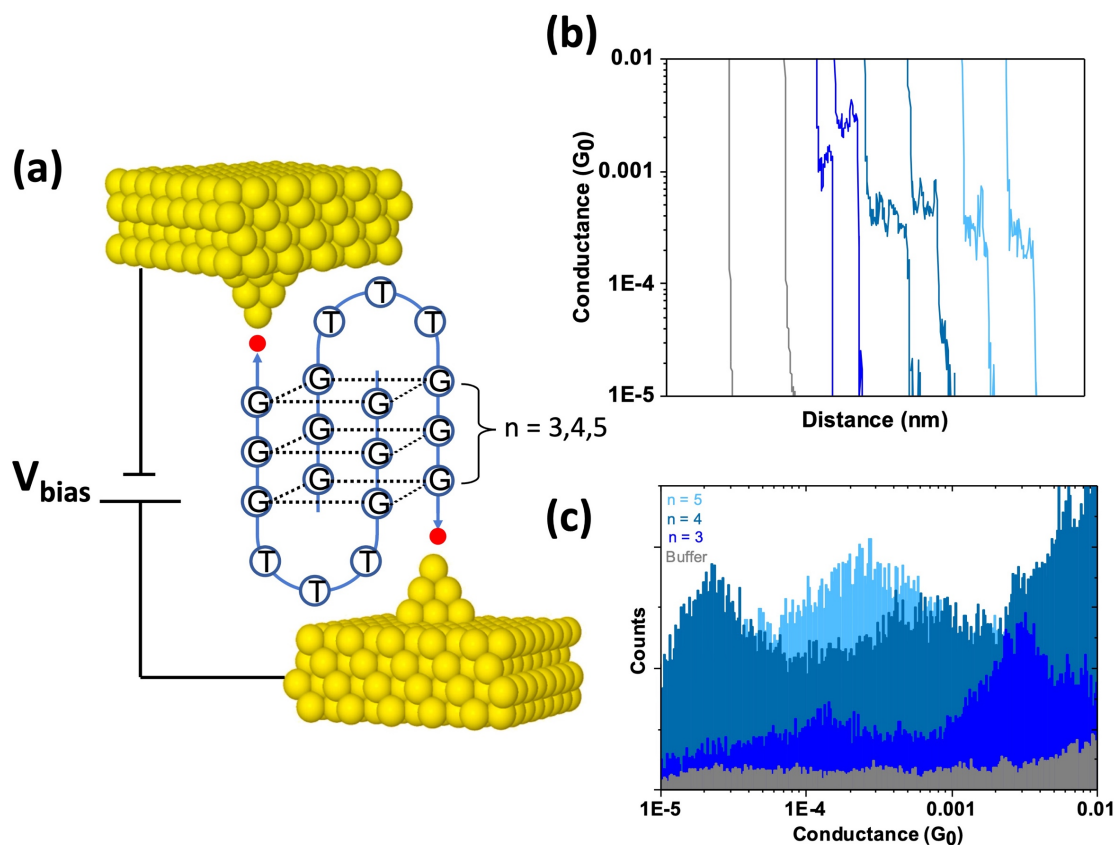 (a)
V bias
T
T
T
G
G
G
G
G
G
G
G
G
G
G
G
T
T
T
n = 3,4,5
(b)
0.01
0.001
1E-4
1E-5
Conductance (G0)
Distance (nm)
(c)
n = 5
n = 4
n = 3
Buffer
Counts
1E-5
1E-4
0.001
0.01
Conductance (G0)